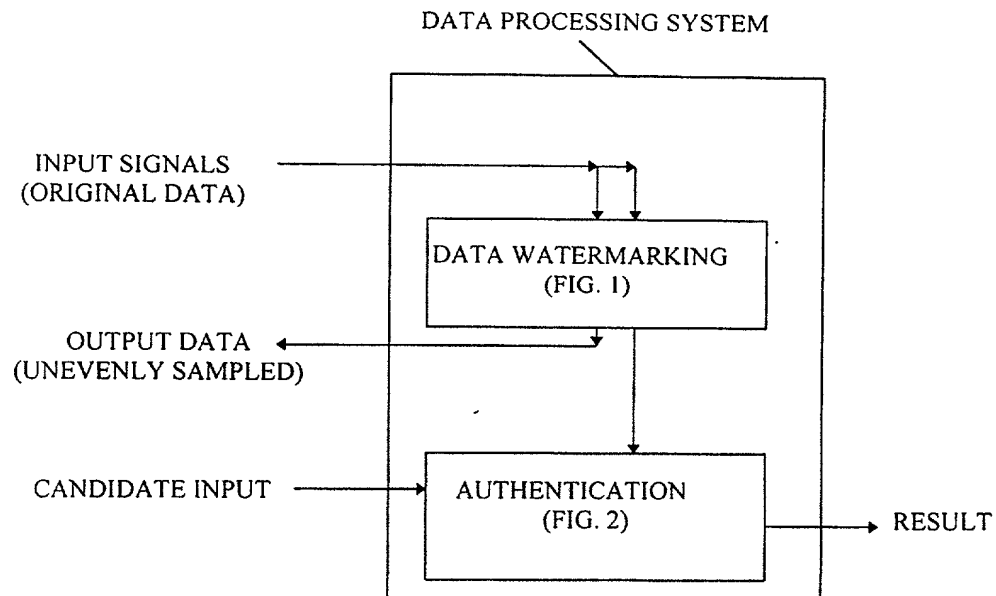 DATA PROCESSING SYSTEM
INPUT SIGNALS
(ORIGINAL DATA)
DATA WATERMARKING
(FIG. 1)
OUTPUT DATA
(UNEVENLY SAMPLED)
CANDIDATE INPUT
AUTHENTICATION
(FIG. 2)
RESULT